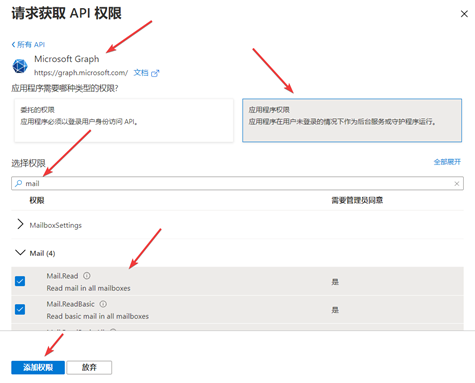 请求获取 API 权限
所有 API
Microsoft Graph
https://graph.microsoft.com/ 文档
应用程序需要哪种类型的权限?
委托的权限
应用程序必须以登录用户身份访问 API。
应用程序权限
应用程序在用户未登录的情况下作为后台服务或守护程序运行。
选择权限
全部展开
mail
权限
需要管理员同意
MailboxSettings
Mail (4)
Mail.Read
Read mail in all mailboxes
是
Mail.ReadBasic
Read basic mail in all mailboxes
是
添加权限
放弃